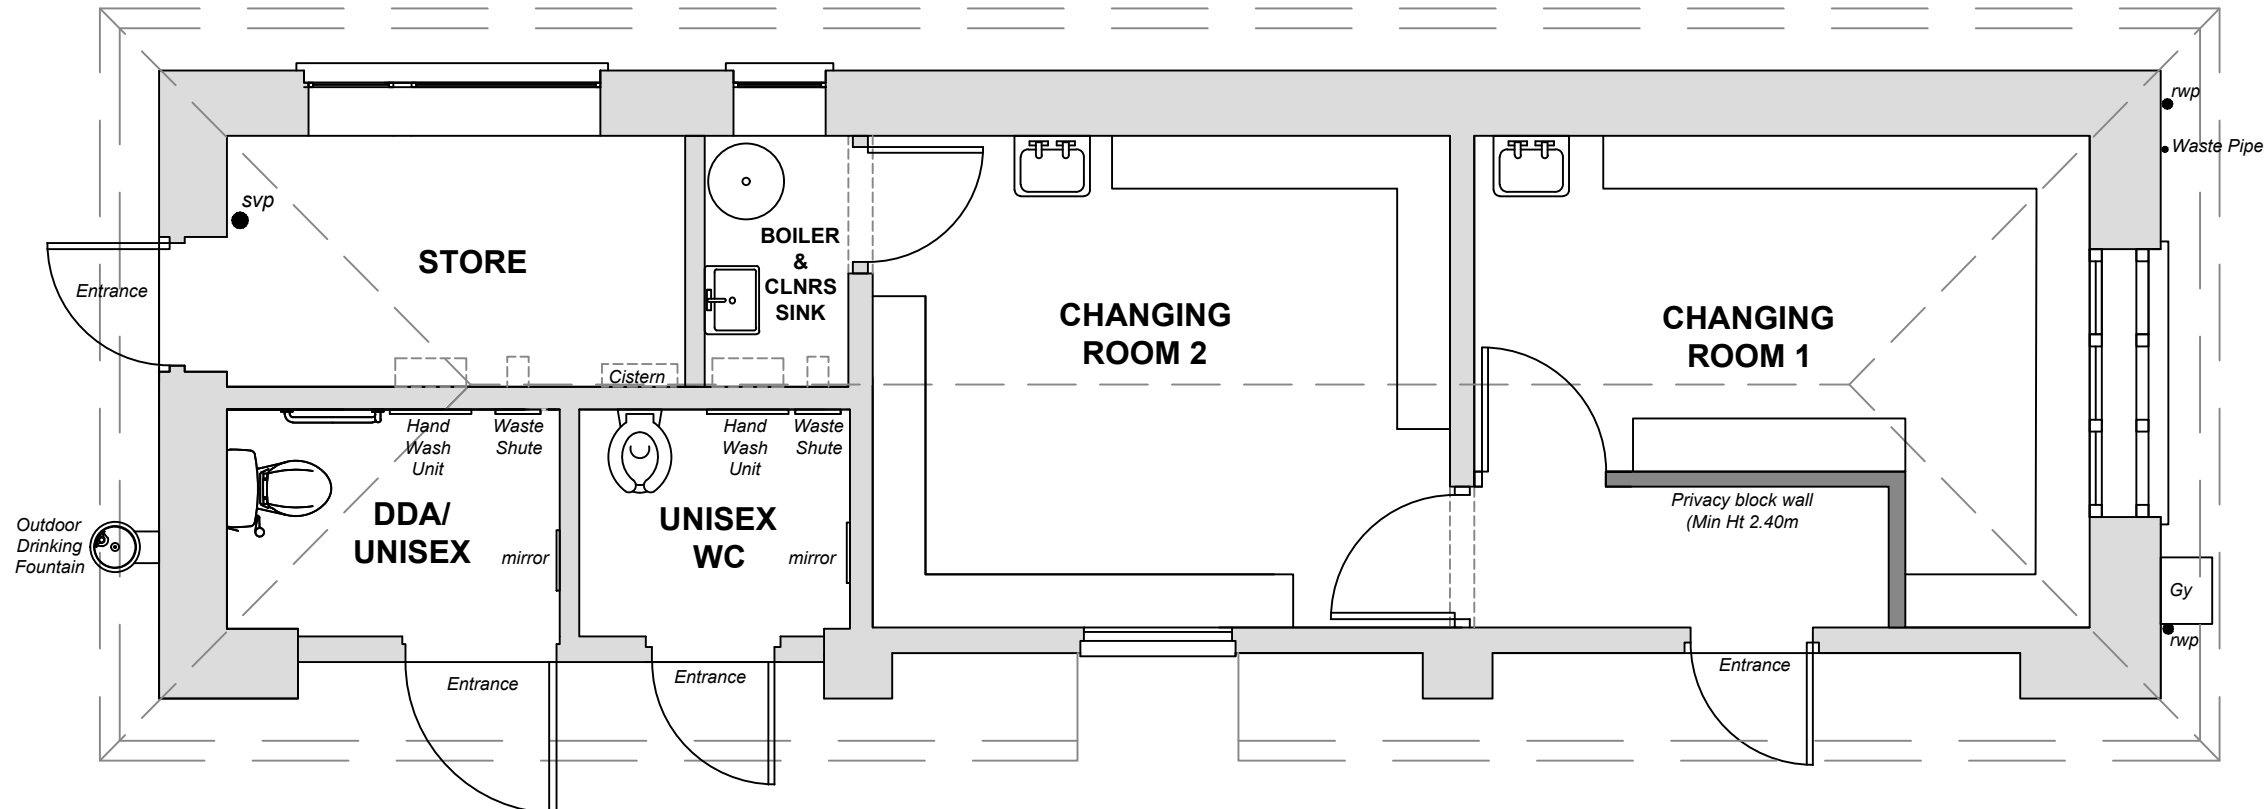 rwp
Waste Pipe
svp
STORE
BOILER
&
CLNRS
SINK
Entrance
CHANGING
ROOM 2
CHANGING
ROOM 1
Cistern
Hand
Wash
Unit
Waste
Shute
Hand
Wash
Unit
Waste
Shute
Privacy block wall
(Min Ht 2.40m
Outdoor
Drinking
Fountain
DDA/
UNISEX
mirror
UNISEX
WC
mirror
Gy
rwp
Entrance
Entrance
Entrance